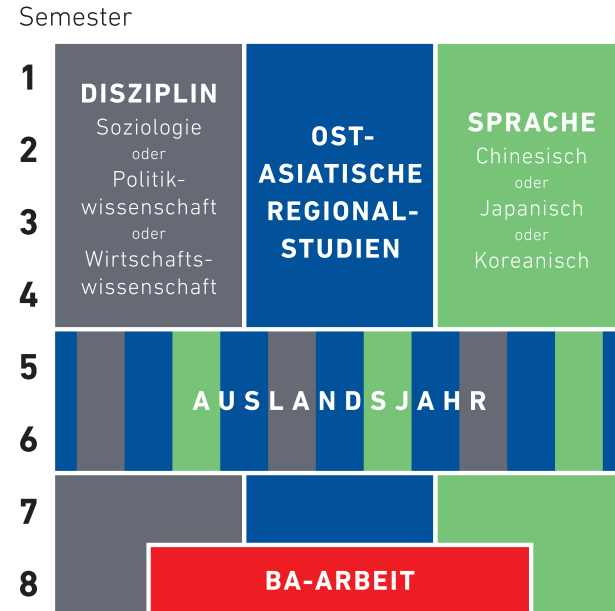 Semester
1
2
3
4
5
6
7
8
DISZIPLIN
Soziologie
oder
Politik-
wissenschaft
oder
Wirtschafts-
wissenschaft
OST-
ASIATISCHE
REGIONAL-
STUDIEN
SPRACHE
Chinesisch
oder
Japanisch
oder
Koreanisch
AUSLANDSJAHR
BA-ARBEIT